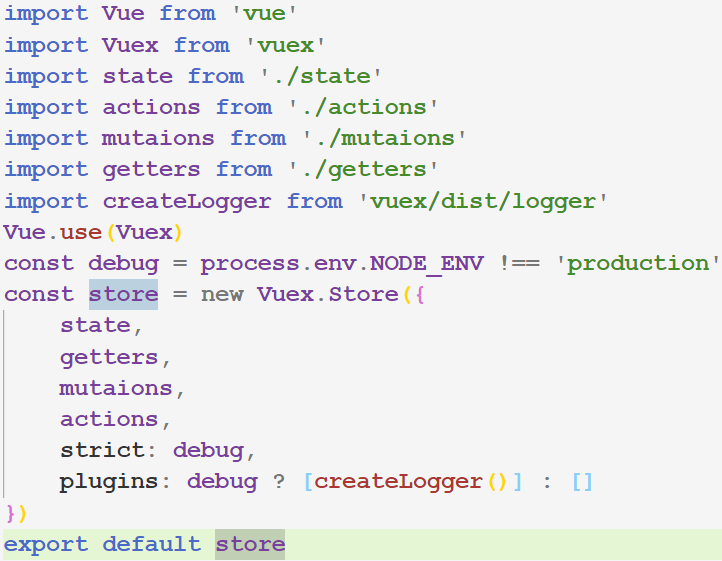 import Vue from 'vue'
import Vuex from 'vuex'
import state from './state'
import actions from './actions'
import mutaions from './mutaions'
import getters from './getters'
import createLogger from 'vuex/dist/logger'
Vue.use(Vuex)
const debug = process.env.NODE_ENV !== 'production'
const store = new Vuex.Store({
    state,
    getters,
    mutaions,
    actions,
    strict: debug,
    plugins: debug ? [createLogger()] : []
})
export default store